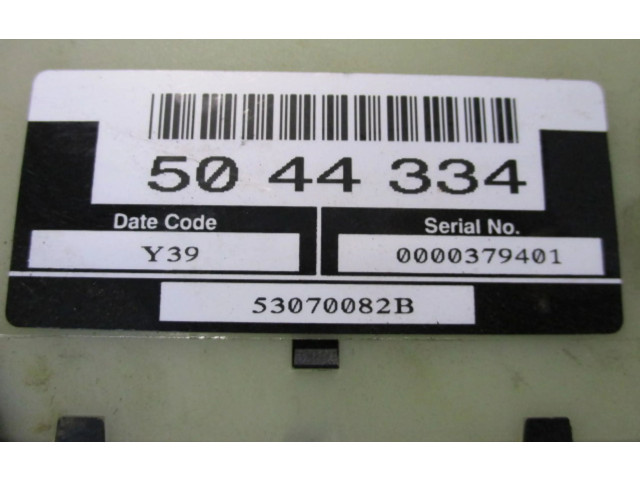 50 44 334
Date Code Serial No.
Y39 0000379401
53070082B